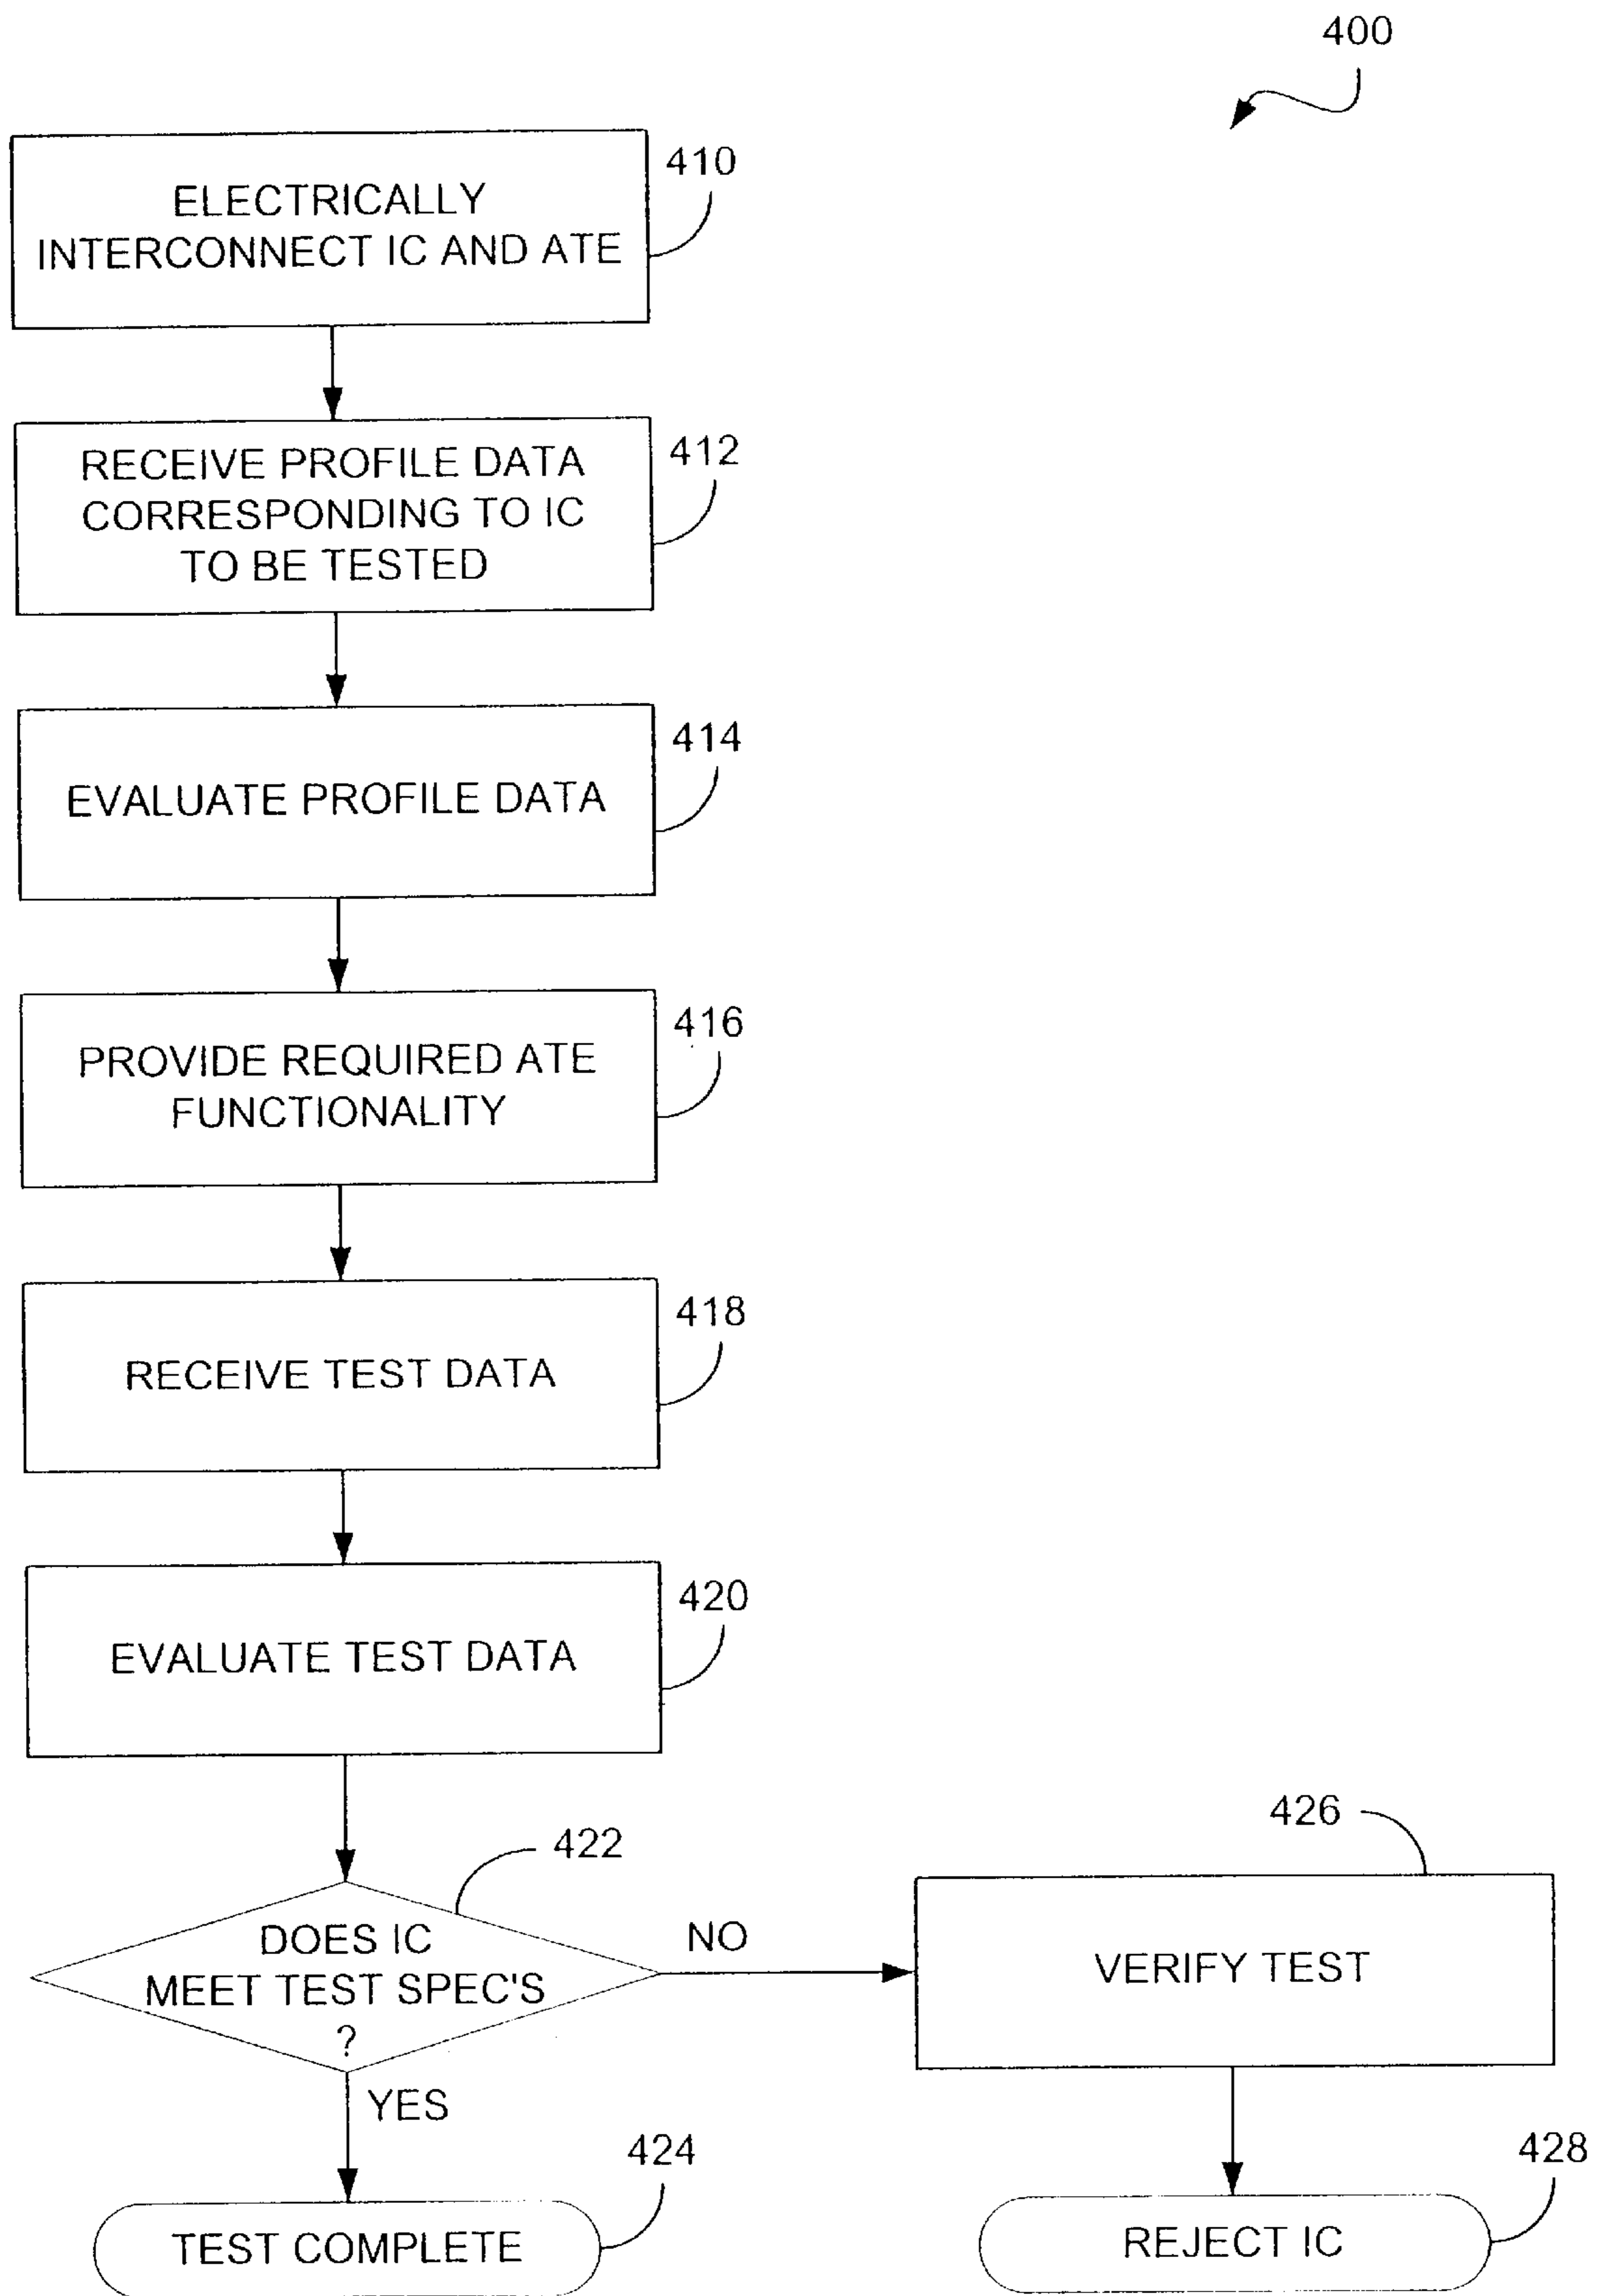 400
410
ELECTRICALLY
INTERCONNECT IC AND ATE
412
RECEIVE PROFILE DATA
CORRESPONDING TO IC
TO BE TESTED
414
EVALUATE PROFILE DATA
416
PROVIDE REQUIRED ATE
FUNCTIONALITY
418
RECEIVE TEST DATA
420
EVALUATE TEST DATA
422
DOES IC
MEET TEST SPEC'S
?
NO
426
VERIFY TEST
YES
424
TEST COMPLETE
428
REJECT IC